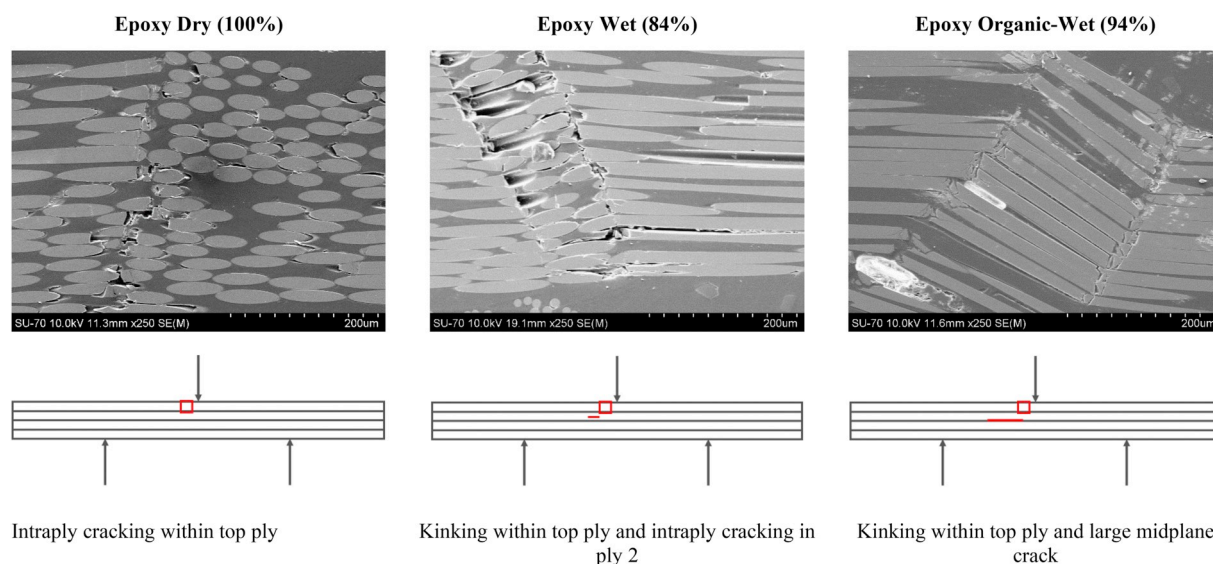 Epoxy Dry (100%)
Epoxy Wet (84%)
Epoxy Organic-Wet (94%)
SU-70 10.0kV 11.3mm x250 SE(M) 200um
SU-70 10.0kV 19.1mm x250 SE(M) 200um
SU-70 10.0kV 11.6mm x250 SE(M) 200um
Intraply cracking within top ply
Kinking within top ply and intraply cracking in
ply 2
Kinking within top ply and large midplane
crack